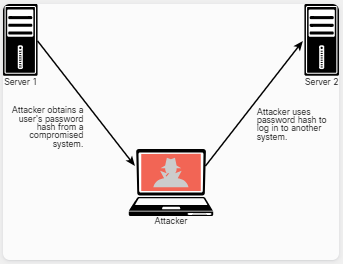 Server 1
Server 2
Attacker obtains a
user's password
hash from a
compromised
system.
Attacker uses
password hash to
log in to another
system.
Attacker